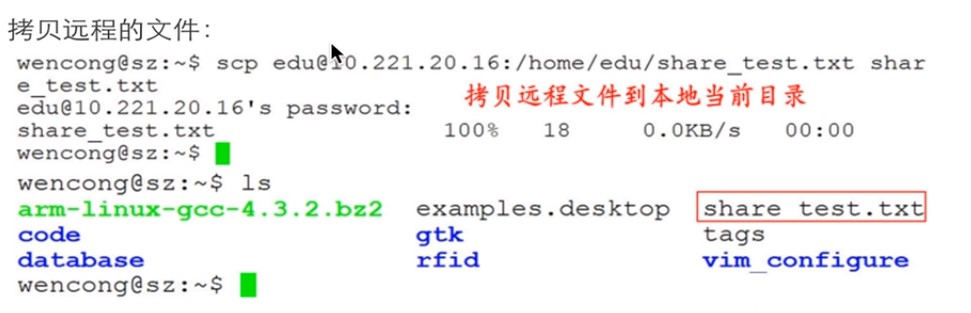 拷贝远程的文件：
wencong@sz:~$ scp edu@10.221.20.16:/home/edu/share_test.txt shar
e_test.txt
edu@10.221.20.16's password:
拷贝远程文件到本地当前目录
share_test.txt 100% 18 0.0KB/s 00:00
wencong@sz:~$
wencong@sz:~$ ls
arm-linux-gcc-4.3.2.bz2 examples.desktop share_test.txt
code gtk tags
database rfid vim_configure
wencong@sz:~$